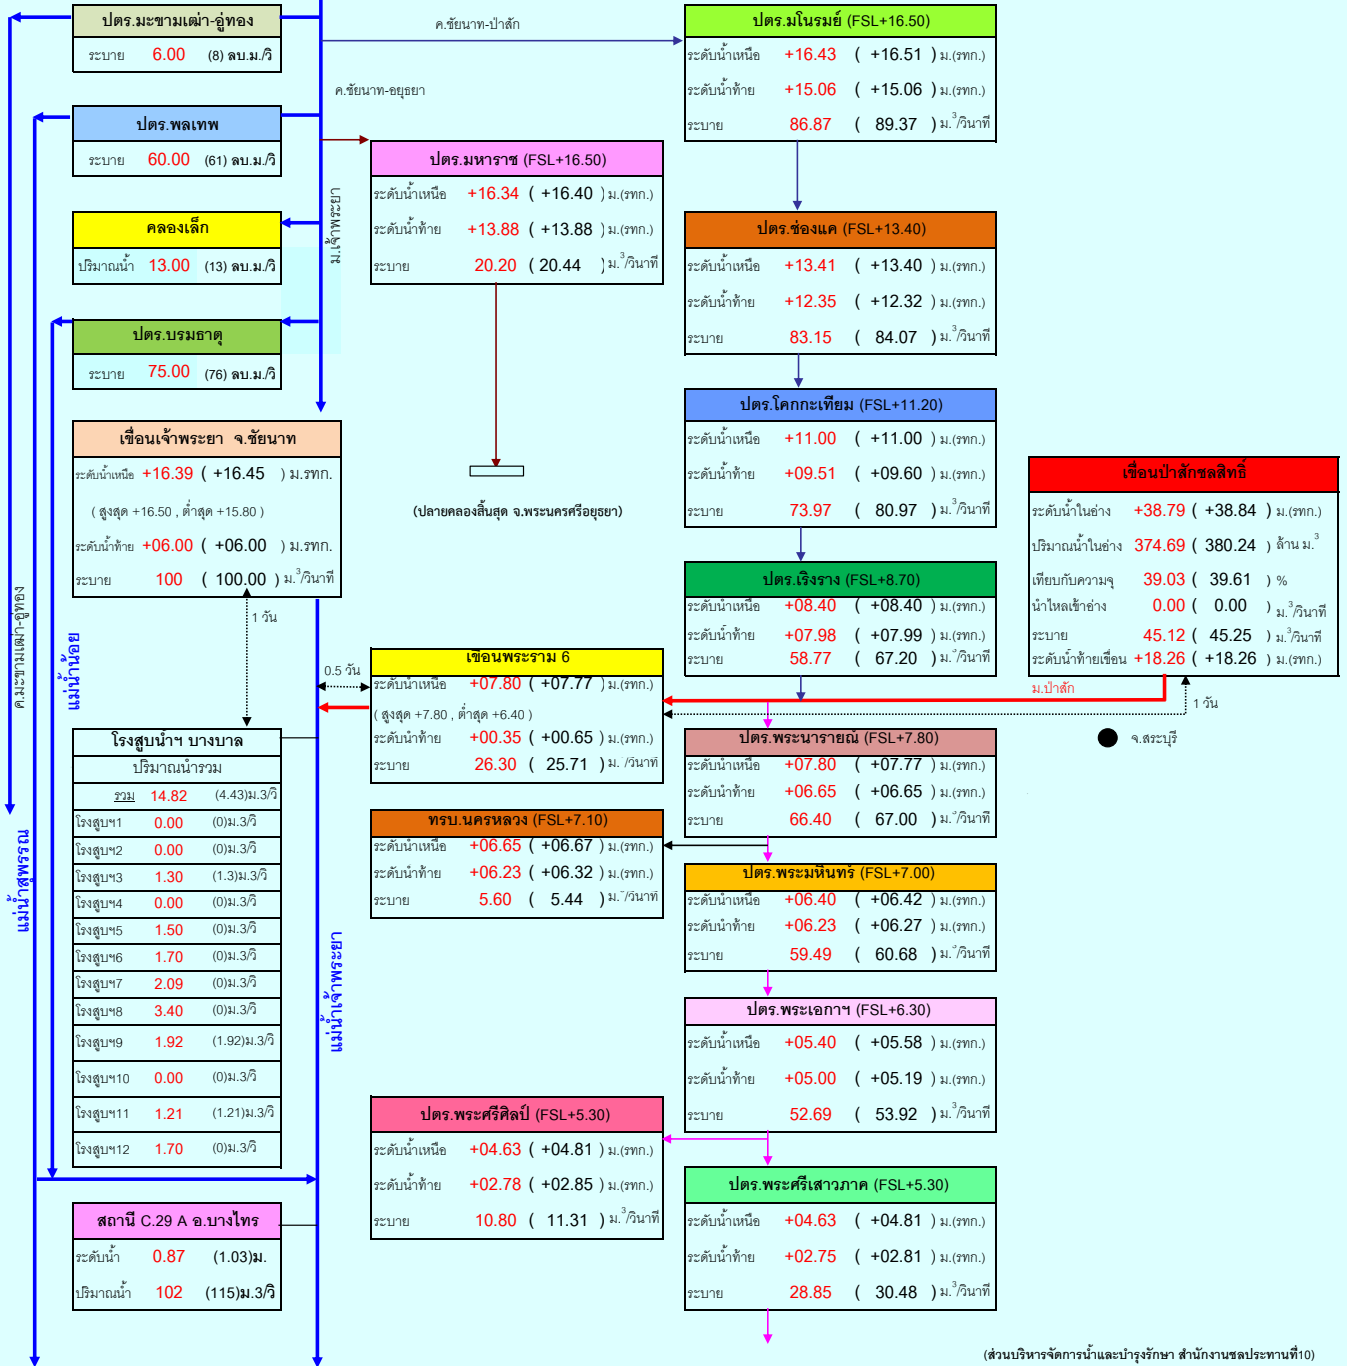 ปตร.มะขามเฒ่า-อู่ทอง
ระบาย 6.00 (8) ลบ.ม./วิ
ค.ชัยนาท-ป่าสัก
ปตร.มโนรมย์ (FSL+16.50)
ระดับน้ำเหนือ +16.43 ( +16.51 ) ม.(รทก.)
ระดับน้ำท้าย +15.06 ( +15.06 ) ม.(รทก.)
ระบาย 86.87 ( 89.37 ) ม.³/วินาที
ค.ชัยนาท-อยุธยา
ปตร.พลเทพ
ระบาย 60.00 (61) ลบ.ม./วิ
ปตร.มหาราช (FSL+16.50)
ระดับน้ำเหนือ +16.34 ( +16.40 ) ม.(รทก.)
ระดับน้ำท้าย +13.88 ( +13.88 ) ม.(รทก.)
ระบาย 20.20 ( 20.44 ) ม.³/วินาที
ม.เจ้าพระยา
คลองเล็ก
ปริมาณน้ำ 13.00 (13) ลบ.ม./วิ
ปตร.ช่องแค (FSL+13.40)
ระดับน้ำเหนือ +13.41 ( +13.40 ) ม.(รทก.)
ระดับน้ำท้าย +12.35 ( +12.32 ) ม.(รทก.)
ระบาย 83.15 ( 84.07 ) ม.³/วินาที
ปตร.บรมธาตุ
ระบาย 75.00 (76) ลบ.ม./วิ
ปตร.โคกกะเทียม (FSL+11.20)
ระดับน้ำเหนือ +11.00 ( +11.00 ) ม.(รทก.)
ระดับน้ำท้าย +09.51 ( +09.60 ) ม.(รทก.)
ระบาย 73.97 ( 80.97 ) ม.³/วินาที
เขื่อนเจ้าพระยา จ.ชัยนาท
ระดับน้ำเหนือ +16.39 ( +16.45 ) ม.รทก.
( สูงสุด +16.50 , ต่ำสุด +15.80 )
ระดับน้ำท้าย +06.00 ( +06.00 ) ม.รทก.
ระบาย 100 ( 100.00 ) ม.³/วินาที
(ปลายคลองสิ้นสุด จ.พระนครศรีอยุธยา)
เขื่อนป่าสักชลสิทธิ์
ระดับน้ำในอ่าง +38.79 ( +38.84 ) ม.(รทก.)
ปริมาณน้ำในอ่าง 374.69 ( 380.24 ) ล้าน ม.³
เทียบกับความจุ 39.03 ( 39.61 ) %
น้ำไหลเข้าอ่าง 0.00 ( 0.00 ) ม.³/วินาที
ระบาย 45.12 ( 45.25 ) ม.³/วินาที
ระดับน้ำท้ายเขื่อน +18.26 ( +18.26 ) ม.(รทก.)
ปตร.เริงราง (FSL+8.70)
ระดับน้ำเหนือ +08.40 ( +08.40 ) ม.(รทก.)
ระดับน้ำท้าย +07.98 ( +07.99 ) ม.(รทก.)
ระบาย 58.77 ( 67.20 ) ม.³/วินาที
ค.มะขามเฒ่า-อู่ทอง
แม่น้ำน้อย
1 วัน
0.5 วัน
เขื่อนพระราม 6
ระดับน้ำเหนือ +07.80 ( +07.77 ) ม.(รทก.)
( สูงสุด +7.80 , ต่ำสุด +6.40 )
ระดับน้ำท้าย +00.35 ( +00.65 ) ม.(รทก.)
ระบาย 26.30 ( 25.71 ) ม. /วินาที
ม.ป่าสัก
1 วัน
จ.สระบุรี
ปตร.พระนารายณ์ (FSL+7.80)
ระดับน้ำเหนือ +07.80 ( +07.77 ) ม.(รทก.)
ระดับน้ำท้าย +06.65 ( +06.65 ) ม.(รทก.)
ระบาย 66.40 ( 67.00 ) ม.³/วินาที
โรงสูบน้ำฯ บางบาล
ปริมาณน้ำรวม
รวม 14.82 (4.43)ม.3/วิ
โรงสูบฯ1 0.00 (0)ม.3/วิ
โรงสูบฯ2 0.00 (0)ม.3/วิ
โรงสูบฯ3 1.30 (1.3)ม.3/วิ
โรงสูบฯ4 0.00 (0)ม.3/วิ
โรงสูบฯ5 1.50 (0)ม.3/วิ
โรงสูบฯ6 1.70 (0)ม.3/วิ
โรงสูบฯ7 2.09 (0)ม.3/วิ
โรงสูบฯ8 3.40 (0)ม.3/วิ
โรงสูบฯ9 1.92 (1.92)ม.3/วิ
โรงสูบฯ10 0.00 (0)ม.3/วิ
โรงสูบฯ11 1.21 (1.21)ม.3/วิ
โรงสูบฯ12 1.70 (0)ม.3/วิ
แม่น้ำสุพรรณ
แม่น้ำเจ้าพระยา
ทรบ.นครหลวง (FSL+7.10)
ระดับน้ำเหนือ +06.65 ( +06.67 ) ม.(รทก.)
ระดับน้ำท้าย +06.23 ( +06.32 ) ม.(รทก.)
ระบาย 5.60 ( 5.44 ) ม.³/วินาที
ปตร.พระมหินทร์ (FSL+7.00)
ระดับน้ำเหนือ +06.40 ( +06.42 ) ม.(รทก.)
ระดับน้ำท้าย +06.23 ( +06.27 ) ม.(รทก.)
ระบาย 59.49 ( 60.68 ) ม.³/วินาที
ปตร.พระเอกาฯ (FSL+6.30)
ระดับน้ำเหนือ +05.40 ( +05.58 ) ม.(รทก.)
ระดับน้ำท้าย +05.00 ( +05.19 ) ม.(รทก.)
ระบาย 52.69 ( 53.92 ) ม.³/วินาที
ปตร.พระศรีศิลป์ (FSL+5.30)
ระดับน้ำเหนือ +04.63 ( +04.81 ) ม.(รทก.)
ระดับน้ำท้าย +02.78 ( +02.85 ) ม.(รทก.)
ระบาย 10.80 ( 11.31 ) ม.³/วินาที
ปตร.พระศรีเสาวภาค (FSL+5.30)
ระดับน้ำเหนือ +04.63 ( +04.81 ) ม.(รทก.)
ระดับน้ำท้าย +02.75 ( +02.81 ) ม.(รทก.)
ระบาย 28.85 ( 30.48 ) ม.³/วินาที
สถานี C.29 A อ.บางไทร
ระดับน้ำ 0.87 (1.03)ม.
ปริมาณน้ำ 102 (115)ม.3/วิ
(ส่วนบริหารจัดการน้ำและบำรุงรักษา สำนักงานชลประทานที่10)